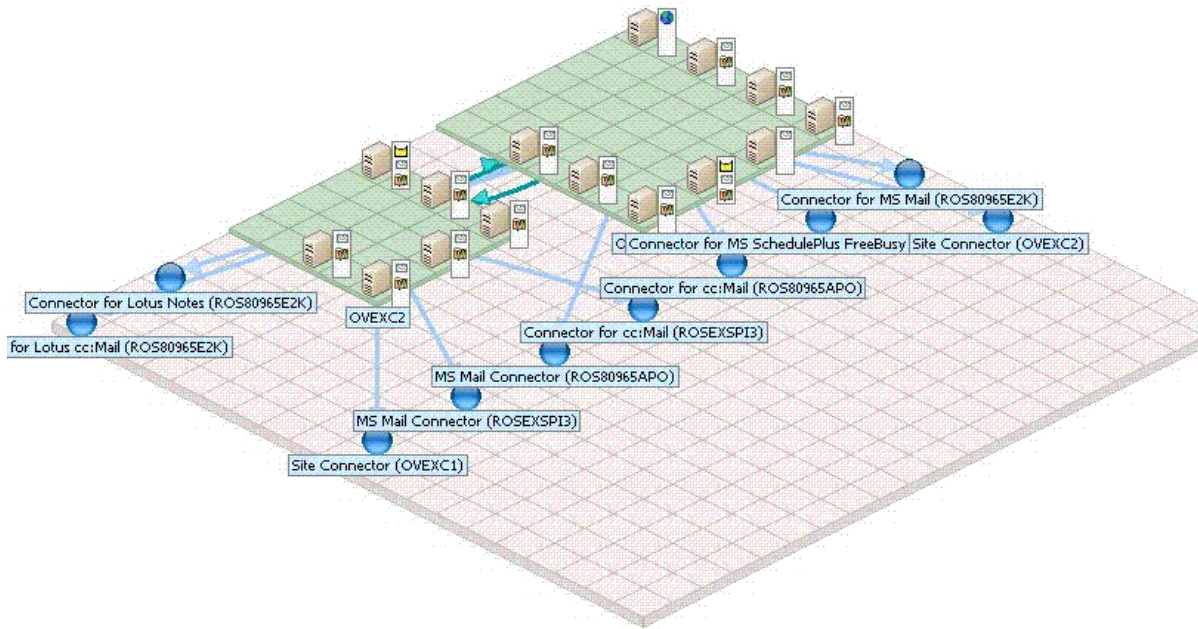 Connector for MS Mail (ROS80965E2K)
O
Connector for MS SchedulePlus FreeBusy
Site Connector (OVEXC2)
Connector for cc:Mail (ROS80965APO)
Connector for Lotus Notes (ROS80965E2K)
OVEXC2
Connector for cc:Mail (ROSEXSPI3)
for Lotus cc:Mail (ROS80965E2K)
MS Mail Connector (ROS80965APO)
MS Mail Connector (ROSEXSPI3)
Site Connector (OVEXC1)